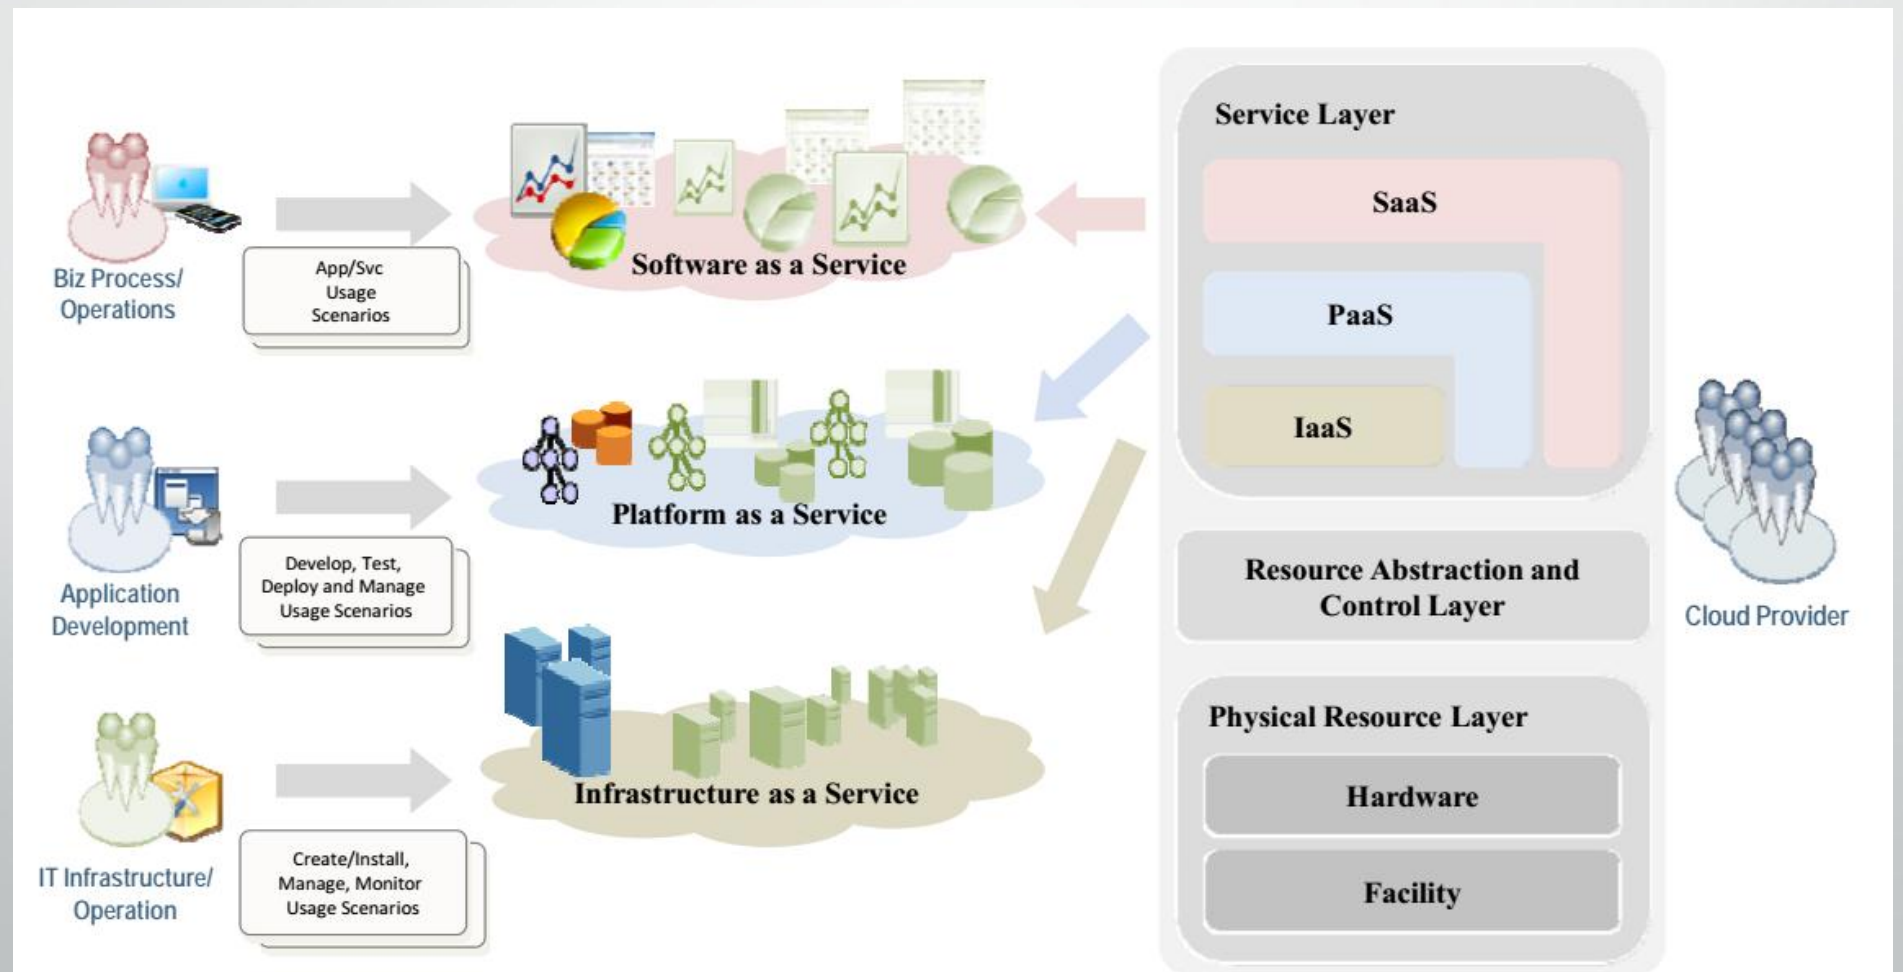 Biz Process/
Operations
App/Svc
Usage
Scenarios
Software as a Service
Application
Development
Develop, Test,
Deploy and Manage
Usage Scenarios
Platform as a Service
IT Infrastructure/
Operation
Create/Install,
Manage, Monitor
Usage Scenarios
Infrastructure as a Service
Service Layer
SaaS
PaaS
IaaS
Resource Abstraction and
Control Layer
Physical Resource Layer
Hardware
Facility
Cloud Provider